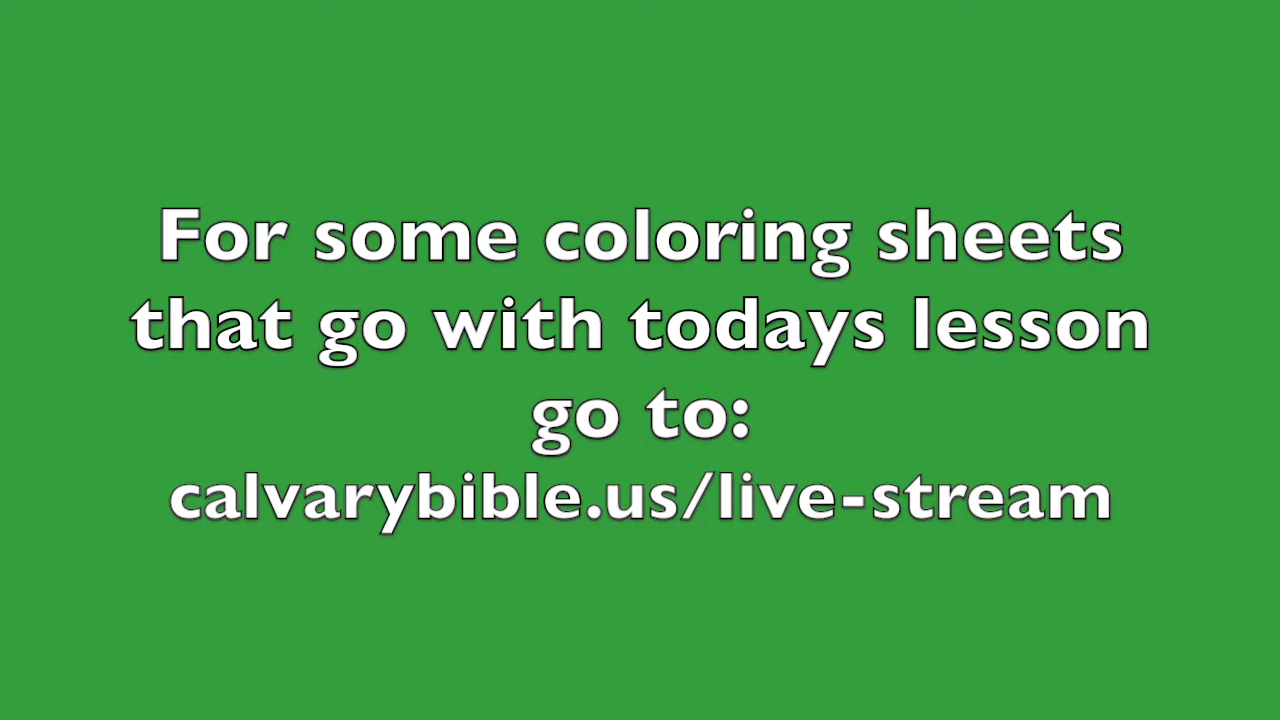 For some coloring sheets
that go with todays lesson
go to:
calvarybible.us/live-stream